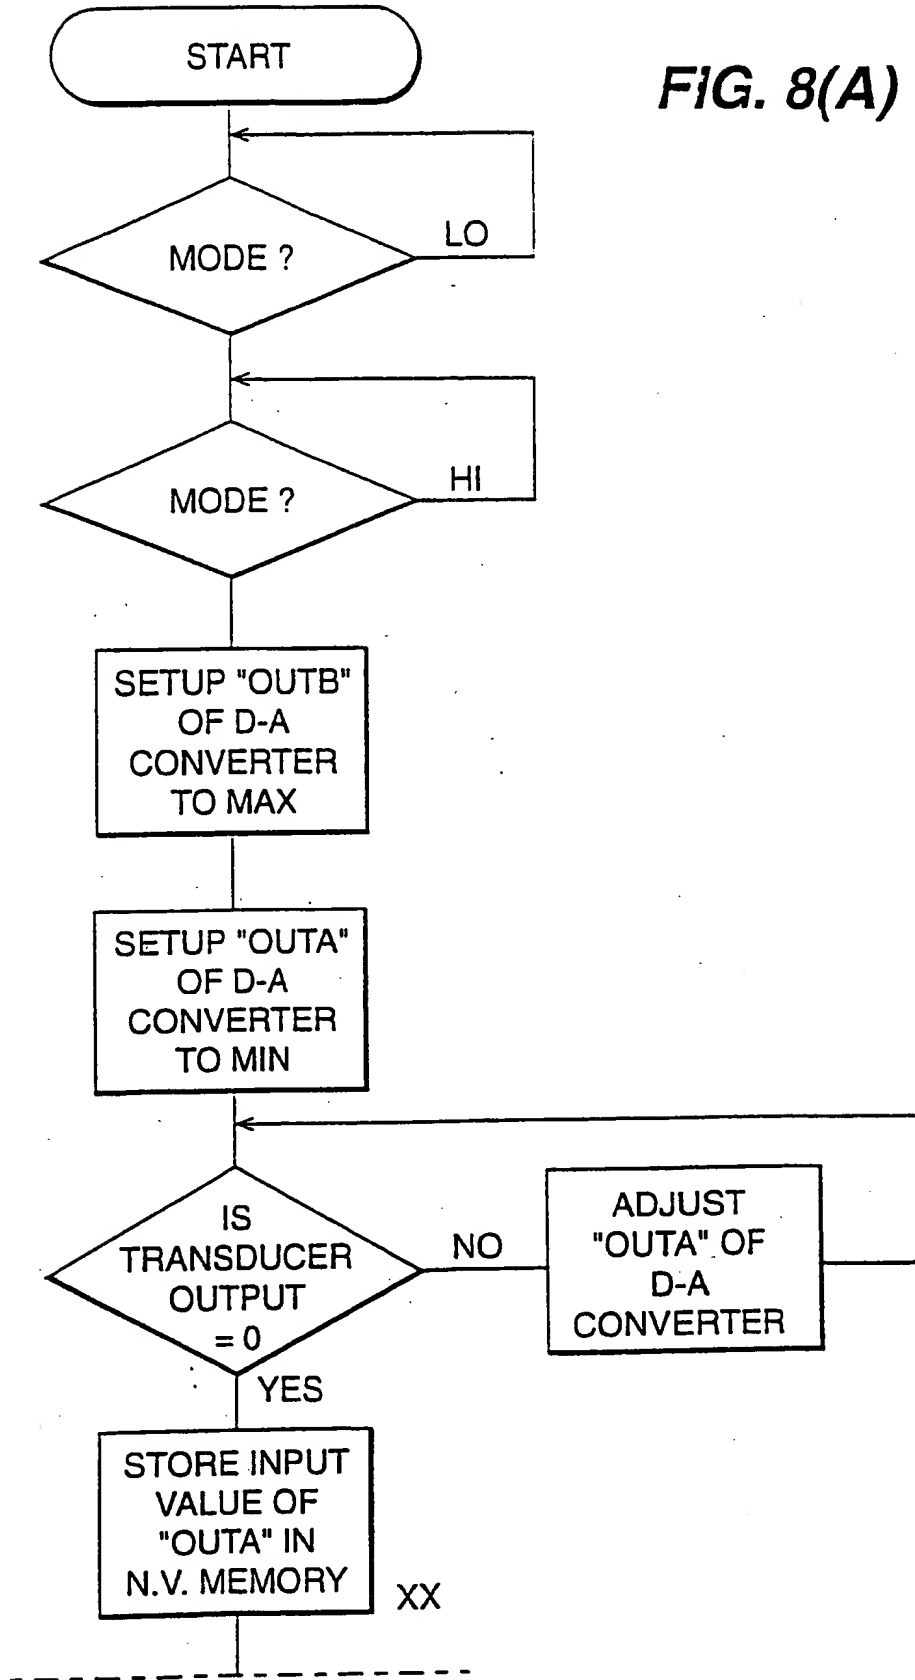 START
FIG. 8(A)
MODE ?
LO
MODE ?
HI
SETUP "OUTB"
OF D-A
CONVERTER
TO MAX
SETUP "OUTA"
OF D-A
CONVERTER
TO MIN
IS
TRANSDUCER
OUTPUT
= 0
NO
ADJUST
"OUTA" OF
D-A
CONVERTER
YES
STORE INPUT
VALUE OF
"OUTA" IN
N.V. MEMORY
XX